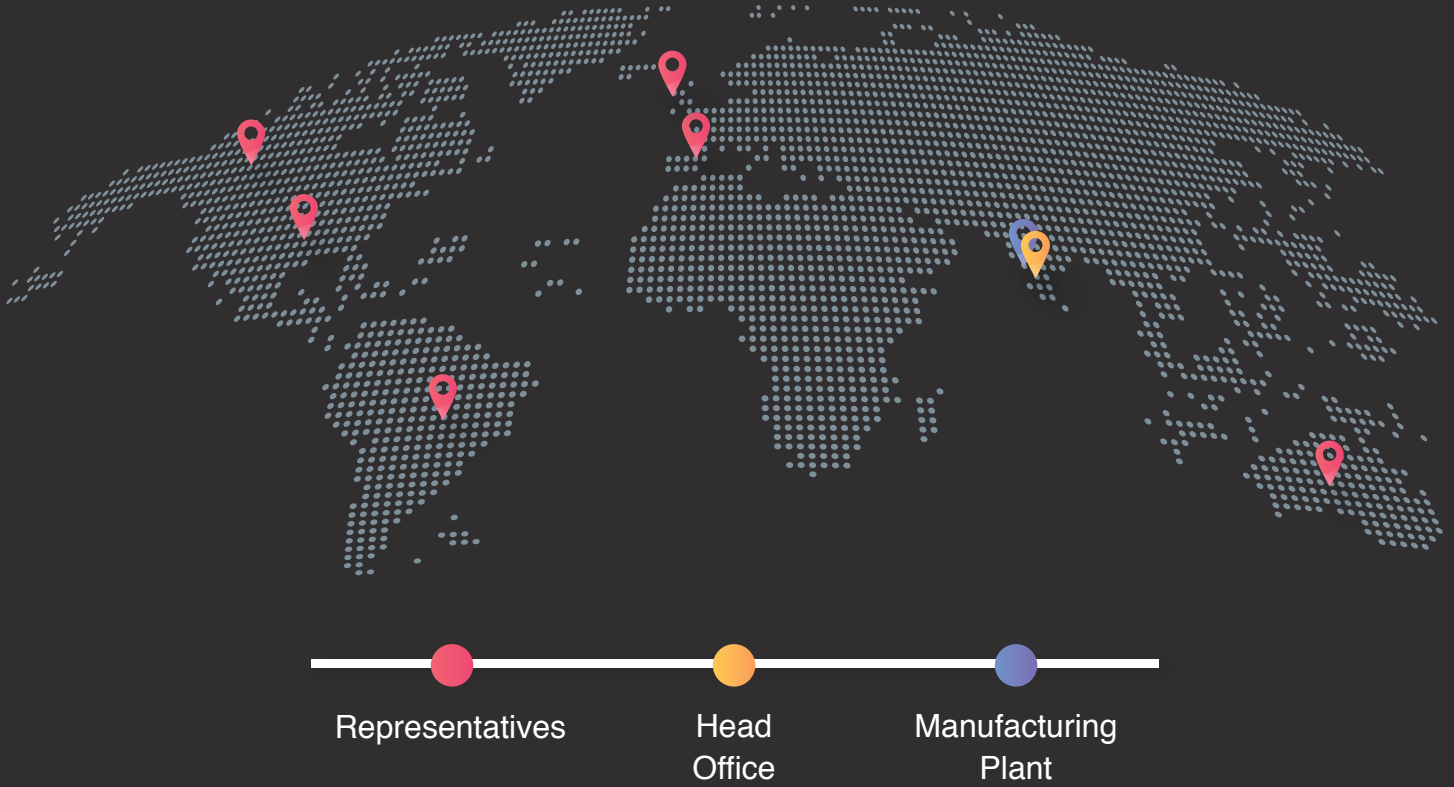 Representatives
Head
Office
Manufacturing
Plant